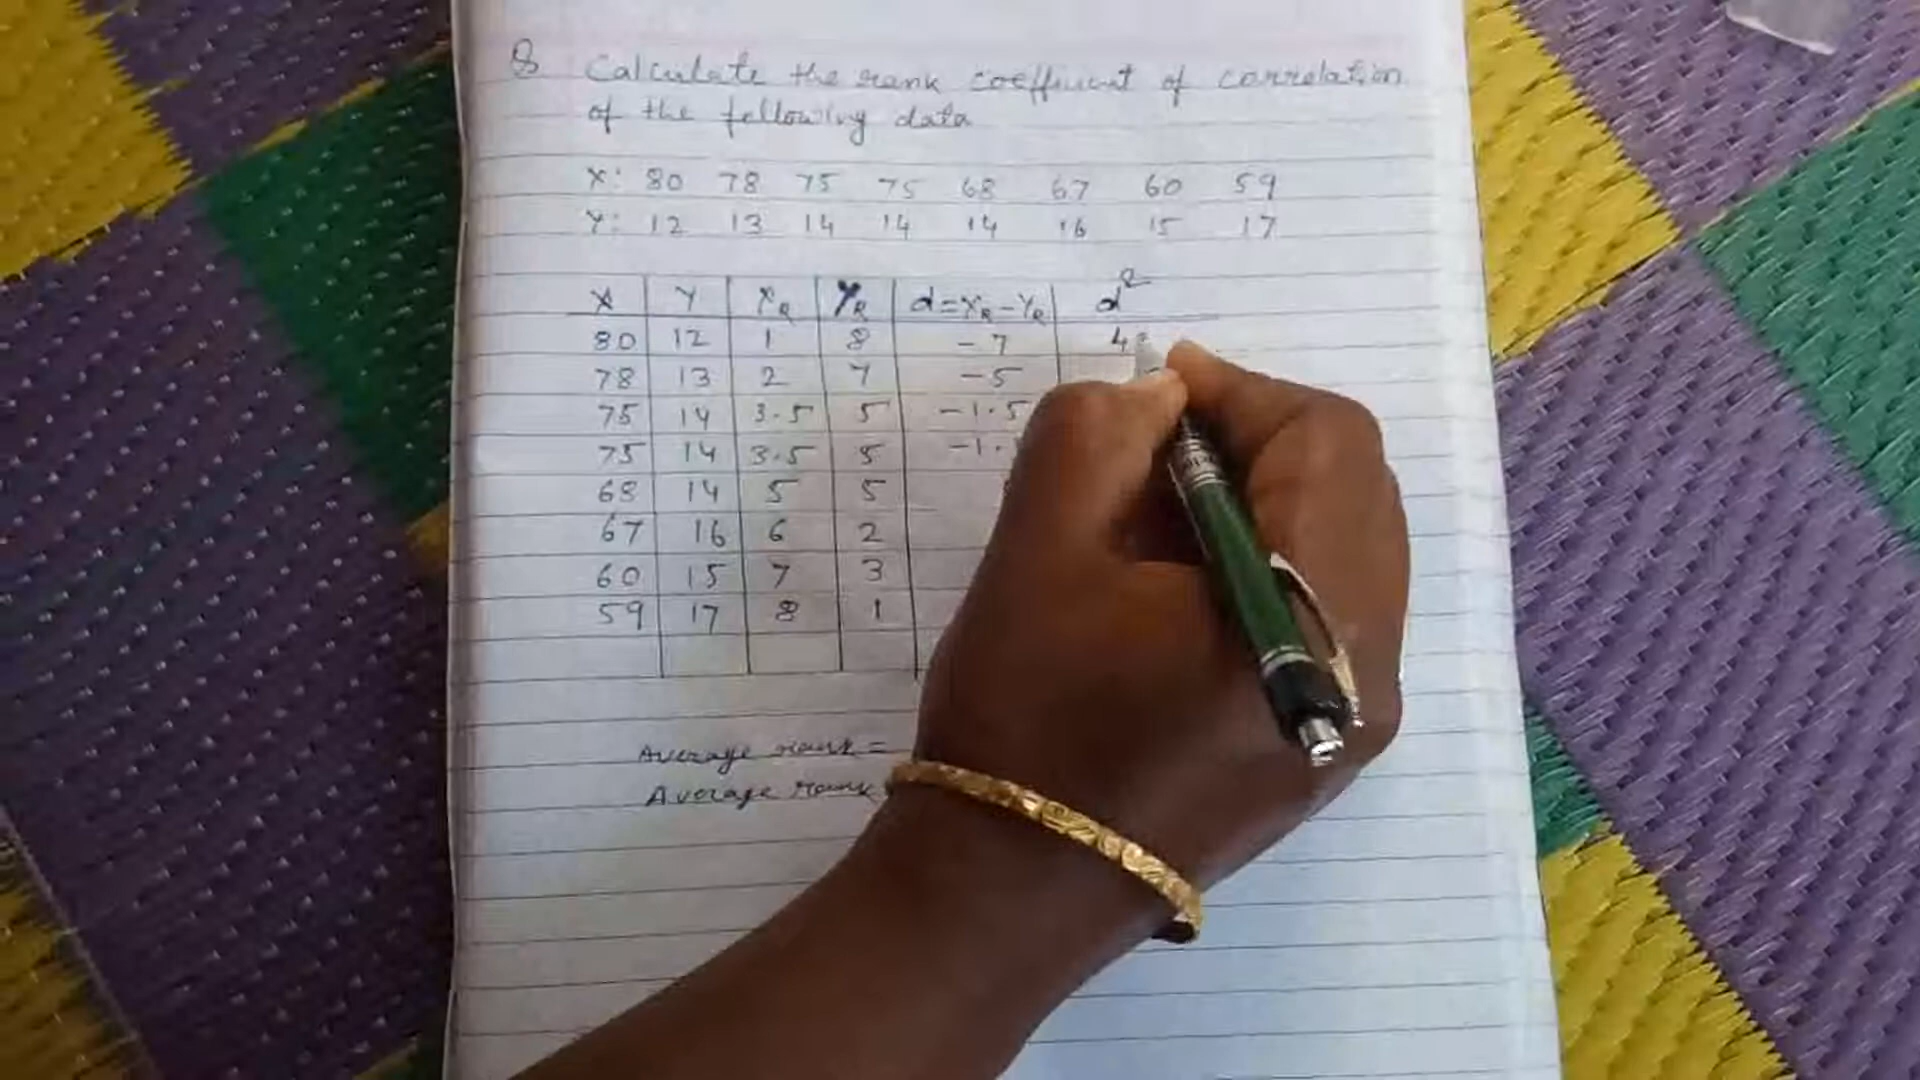 Q Calculate the rank coefficient of correlation
of the following data
X: 80 78 75 75 68 67 60 59
Y: 12 13 14 14 14 16 15 17
X Y XR YR d=XR-YR d²
80 12 1 8 -7 4
78 13 2 7 -5
75 14 3.5 5 -1.5
75 14 3.5 5 -1.
68 14 5 5
67 16 6 2
60 15 7 3
59 17 8 1
Average rank =
Average rank